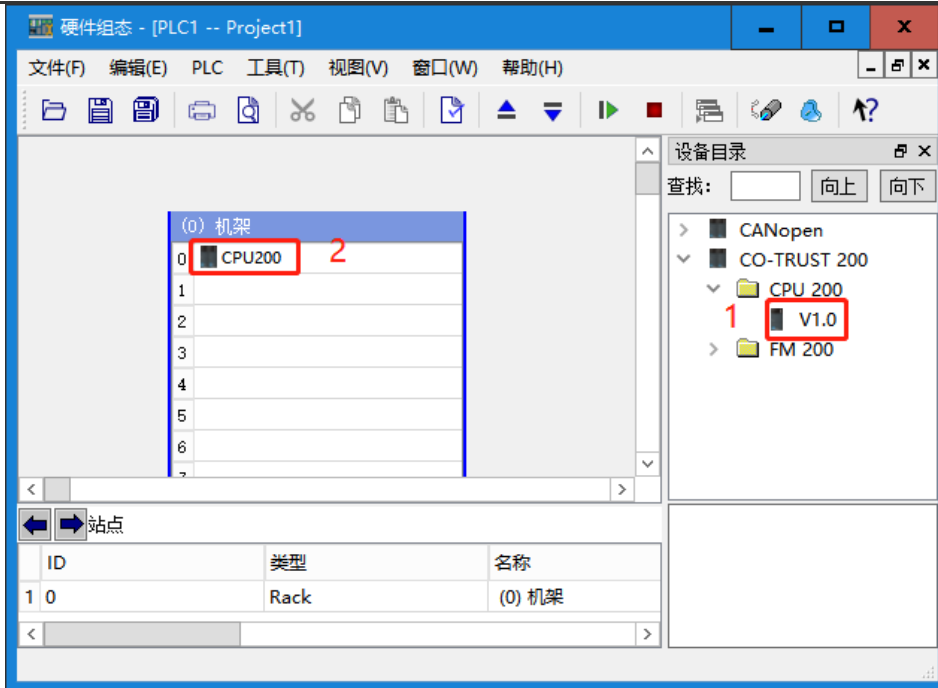 硬件组态 - [PLC1 -- Project1]
文件(F) 编辑(E) PLC 工具(T) 视图(V) 窗口(W) 帮助(H)
设备目录
查找: 向上 向下
(0) 机架
0 CPU200 2
1
2
3
4
5
6
7
CANopen
CO-TRUST 200
CPU 200
1 V1.0
FM 200
站点
ID 类型 名称
1 0 Rack (0) 机架